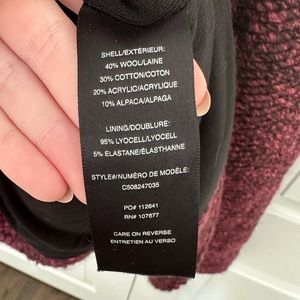 SHELL/EXTÉRIEUR:
40% WOOL/LAINE
30% COTTON/COTON
20% ACRYLIC/ACRYLIQUE
10% ALPACA/ALPAGA
LINING/DOUBLURE:
95% LYOCELL/LYOCELL
5% ELASTANE/ÉLASTHANNE
STYLE#/NUMÉRO DE MODÈLE:
C508247035
PO# 112641
RN# 107677
CARE ON REVERSE
ENTRETIEN AU VERSO